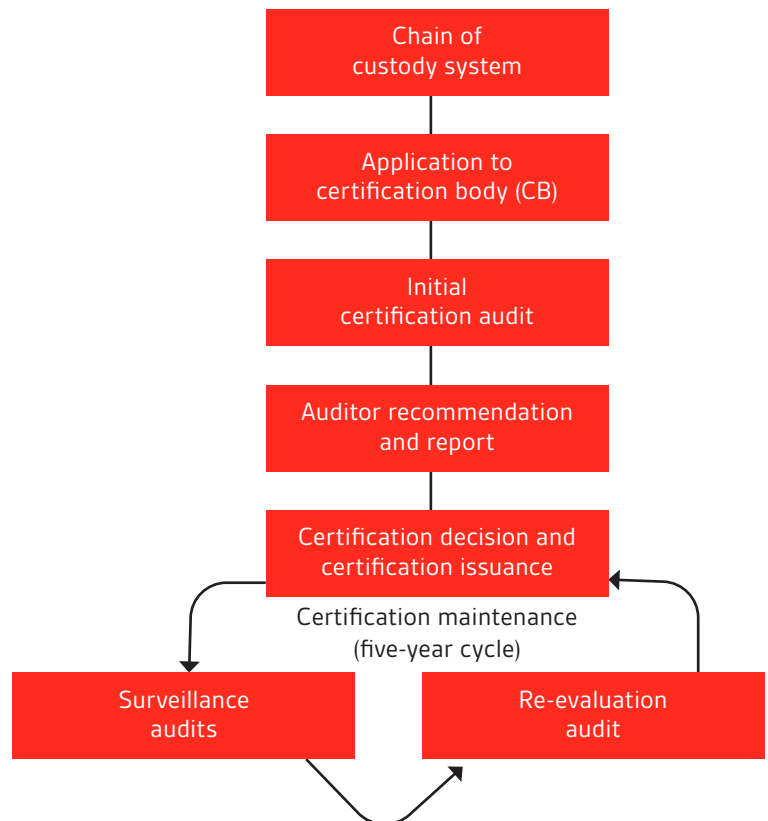 Chain of
custody system
Application to
certification body (CB)
Initial
certification audit
Auditor recommendation
and report
Certification decision and
certification issuance
Certification maintenance
(five-year cycle)
Surveillance
audits
Re-evaluation
audit